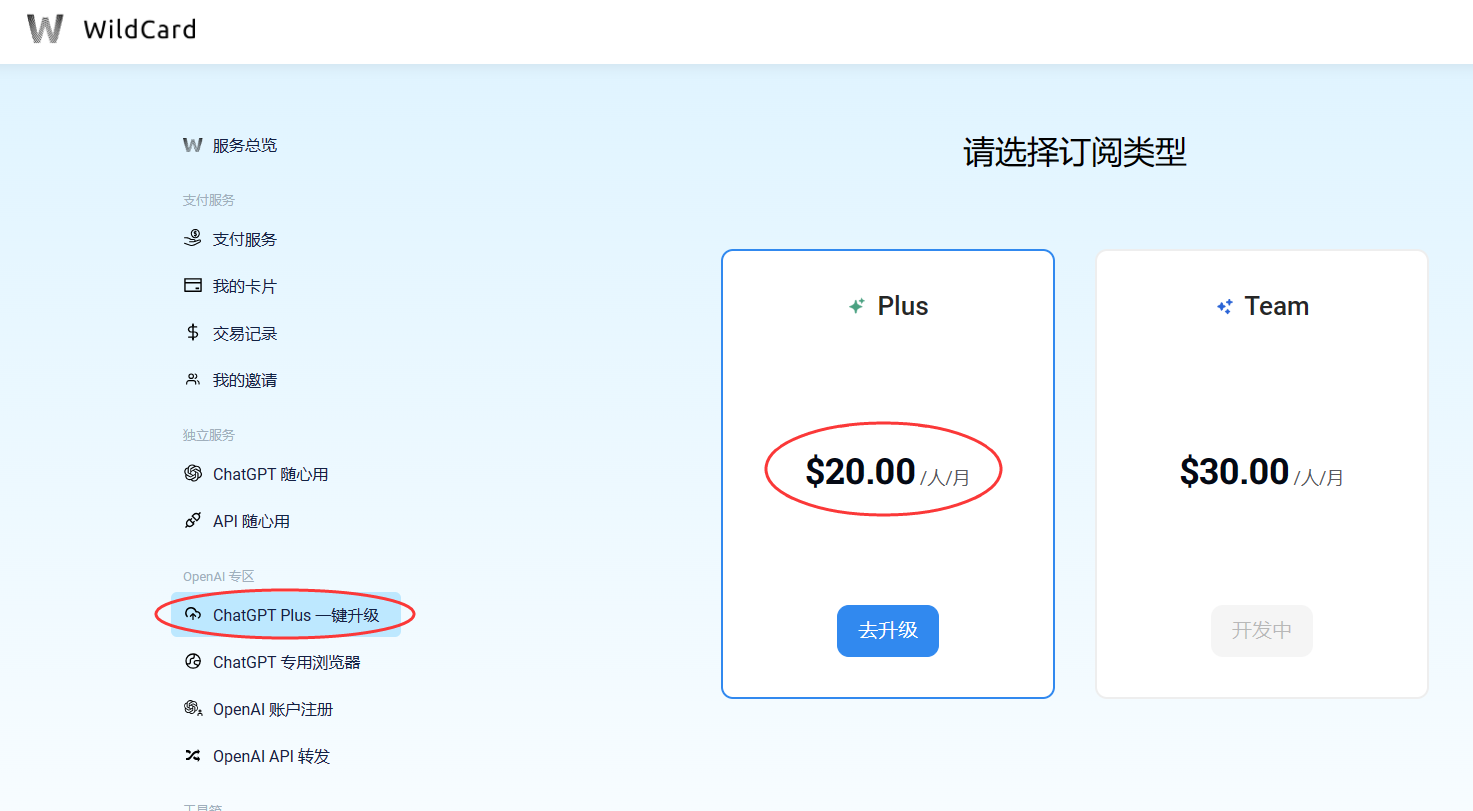 WildCard
服务总览
支付服务
支付服务
我的卡片
交易记录
我的邀请
独立服务
ChatGPT 随心用
API 随心用
OpenAI 专区
ChatGPT Plus 一键升级
ChatGPT 专用浏览器
OpenAI 账户注册
OpenAI API 转发
工具箱
请选择订阅类型
Plus
$20.00 /人/月
去升级
Team
$30.00 /人/月
开发中